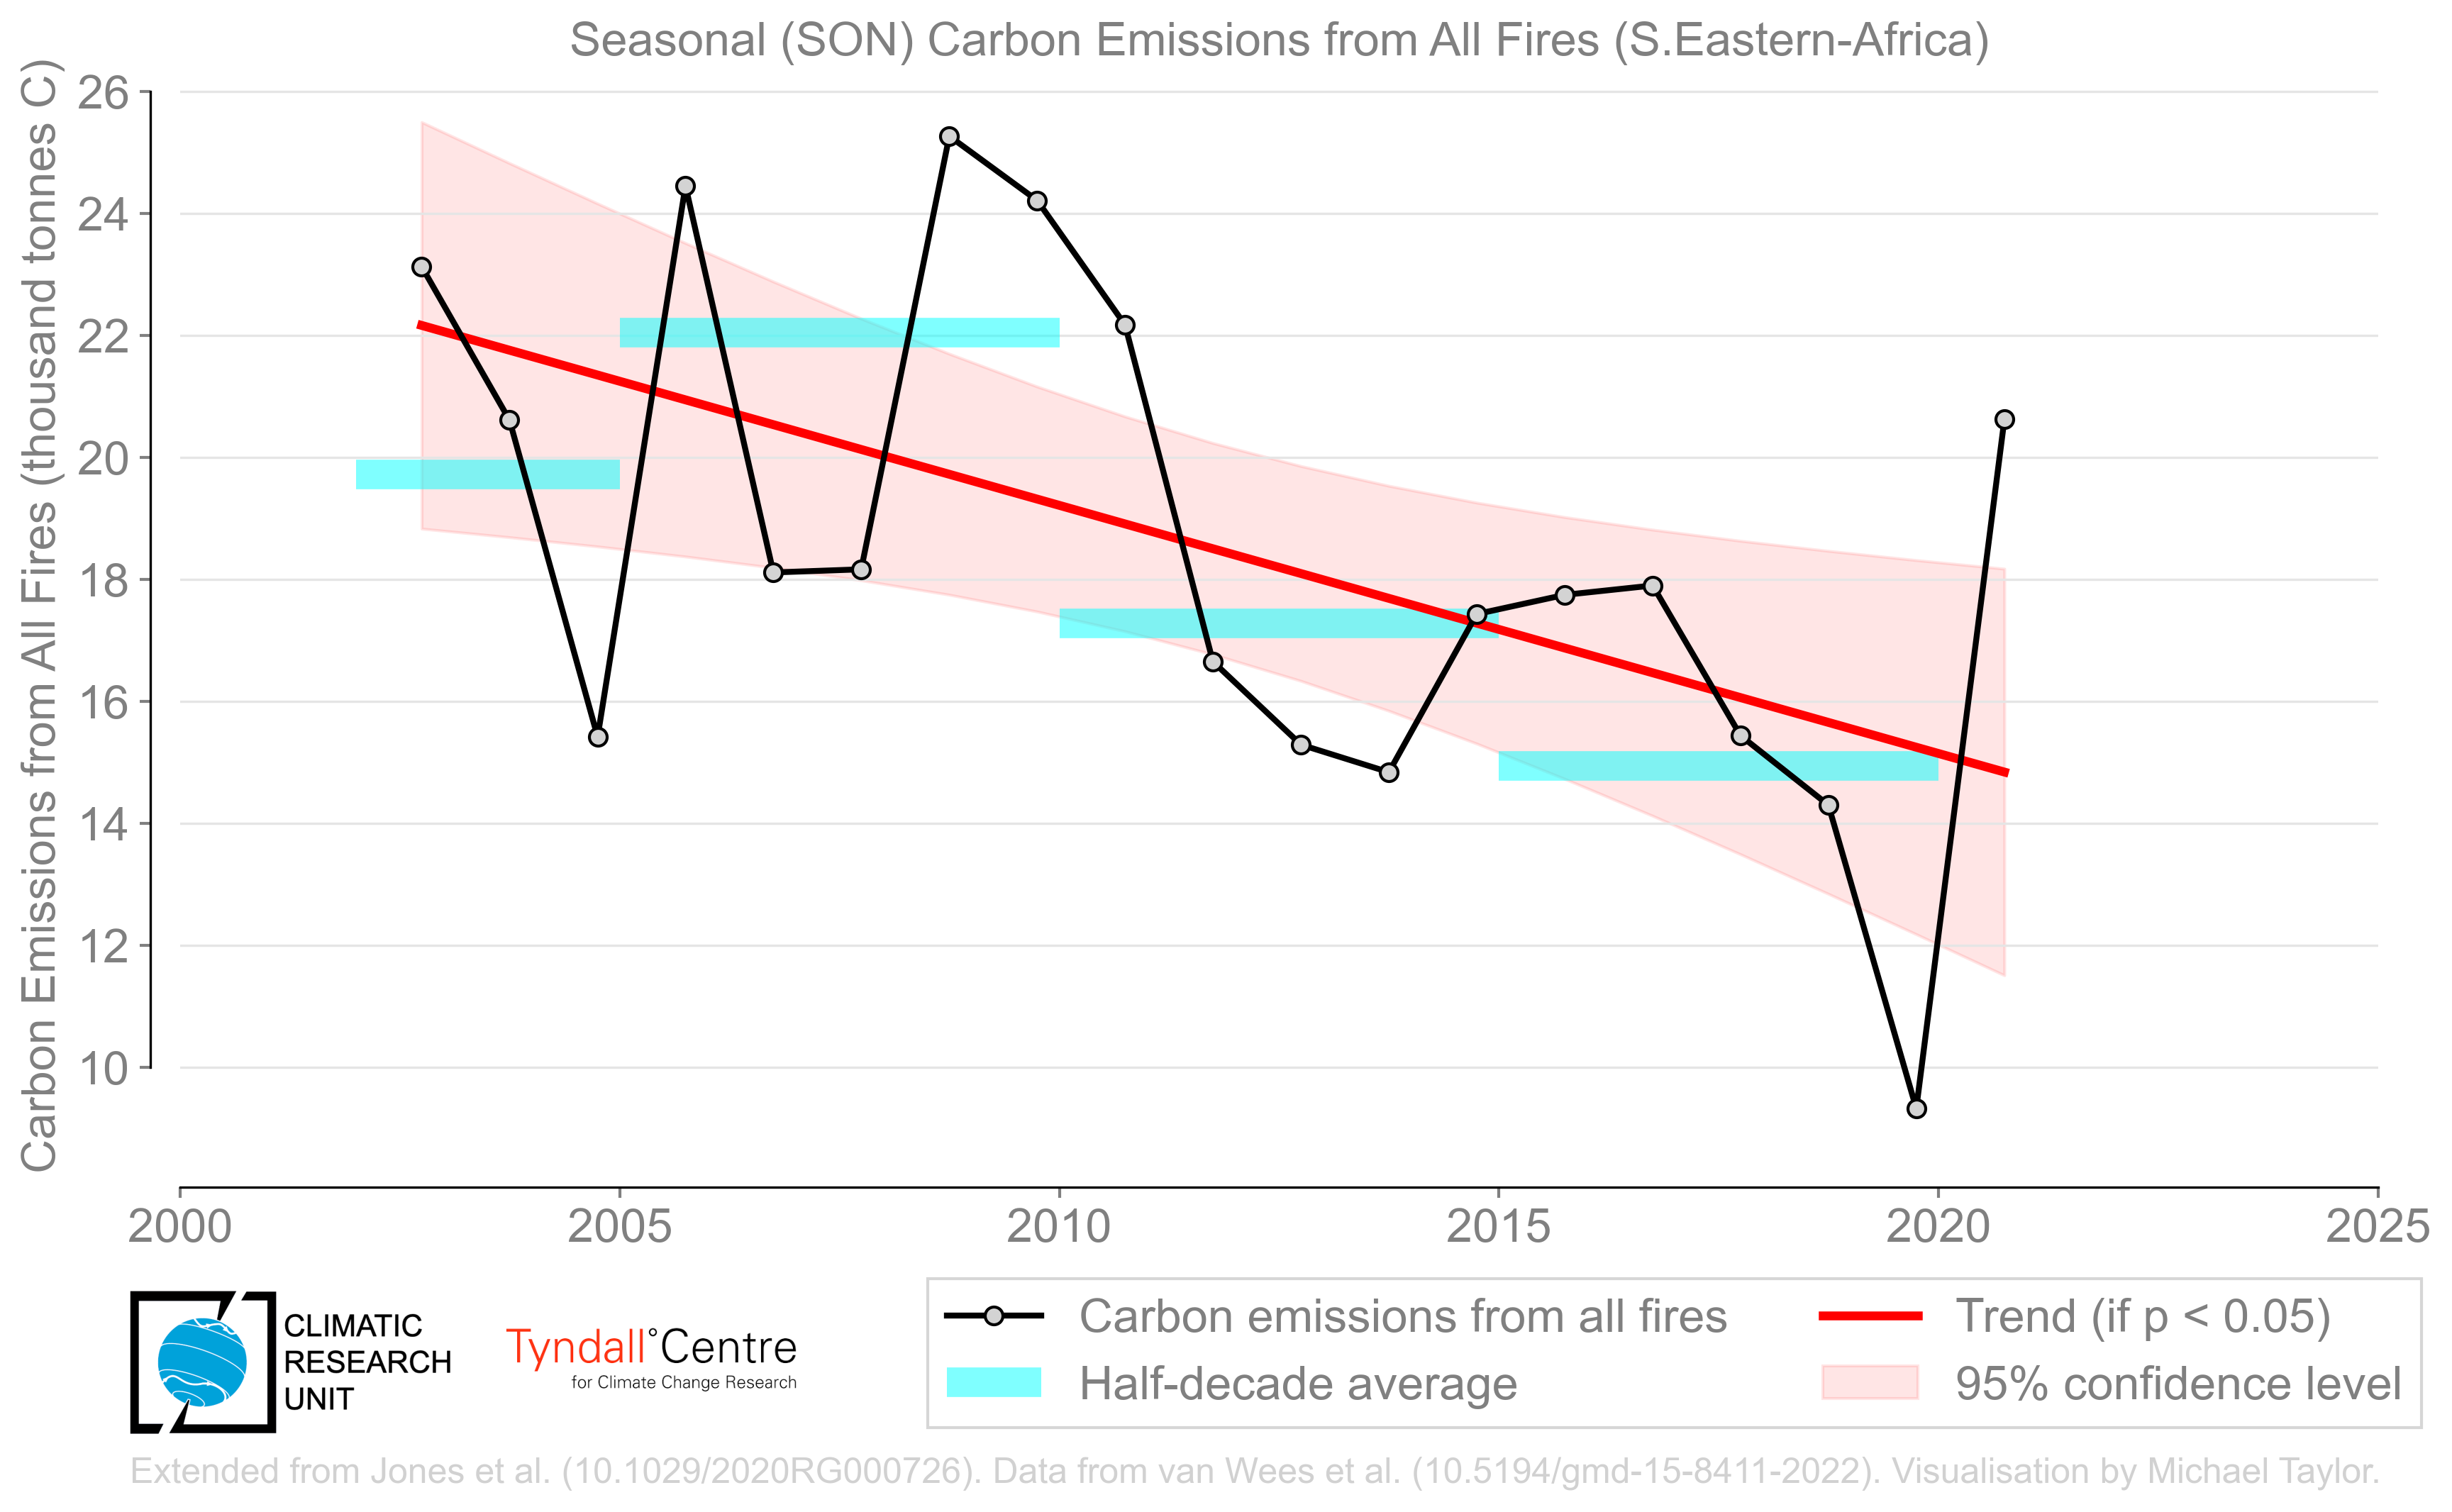 Seasonal (SON) Carbon Emissions from All Fires (S.Eastern-Africa)
Carbon Emissions from All Fires (thousand tonnes C)
26
24
22
20
18
16
14
12
10
2000 2005 2010 2015 2020 2025
CLIMATIC
RESEARCH
UNIT
Tyndall°Centre
for Climate Change Research
Carbon emissions from all fires
Half-decade average
Trend (if p < 0.05)
95% confidence level
Extended from Jones et al. (10.1029/2020RG000726). Data from van Wees et al. (10.5194/gmd-15-8411-2022). Visualisation by Michael Taylor.